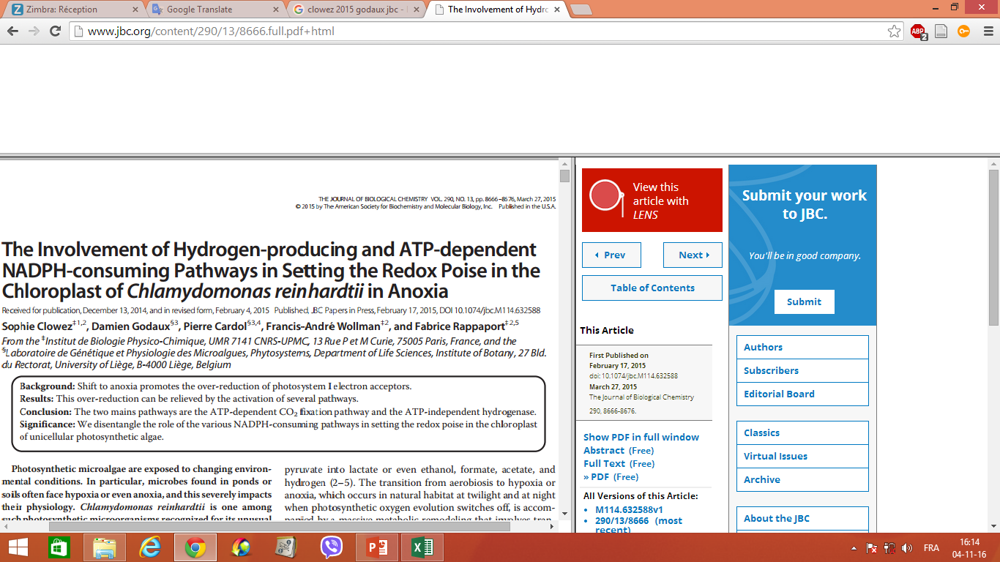 Zimbra: Réception
Google Translate
clowez 2015 godaux jbc -
The Involvement of Hydro
www.jbc.org/content/290/13/8666.full.pdf+html
ABP
2
THE JOURNAL OF BIOLOGICAL CHEMISTRY VOL. 290, NO. 13, pp. 8666–8676, March 27, 2015
© 2015 by The American Society for Biochemistry and Molecular Biology, Inc. Published in the U.S.A.
The Involvement of Hydrogen-producing and ATP-dependent
NADPH-consuming Pathways in Setting the Redox Poise in the
Chloroplast of Chlamydomonas reinhardtii in Anoxia
Received for publication, December 13, 2014, and in revised form, February 4, 2015 Published, JBC Papers in Press, February 17, 2015, DOI 10.1074/jbc.M114.632588
Sophie Clowez‡1,2, Damien Godaux§3, Pierre Cardol§3,4, Francis-André Wollman‡2, and Fabrice Rappaport‡2,5
From the ‡Institut de Biologie Physico-Chimique, UMR 7141 CNRS-UPMC, 13 Rue P et M Curie, 75005 Paris, France, and the
§Laboratoire de Génétique et Physiologie des Microalgues, Phytosystems, Department of Life Sciences, Institute of Botany, 27 Bld.
du Rectorat, University of Liège, B-4000 Liège, Belgium
Background: Shift to anoxia promotes the over-reduction of photosystem I electron acceptors.
Results: This over-reduction can be relieved by the activation of several pathways.
Conclusion: The two mains pathways are the ATP-dependent CO2 fixation pathway and the ATP-independent hydrogenase.
Significance: We disentangle the role of the various NADPH-consuming pathways in setting the redox poise in the chloroplast
of unicellular photosynthetic algae.
Photosynthetic microalgae are exposed to changing environ-
mental conditions. In particular, microbes found in ponds or
soils often face hypoxia or even anoxia, and this severely impacts
their physiology. Chlamydomonas reinhardtii is one among
such photosynthetic microorganisms recognized for its unusual
pyruvate into lactate or even ethanol, formate, acetate, and
hydrogen (2–5). The transition from aerobiosis to hypoxia or
anoxia, which occurs in natural habitat at twilight and at night
when photosynthetic oxygen evolution switches off, is accom-
panied by a massive metabolic remodeling that involves tran-
View this
article with
LENS
Prev
Next
Table of Contents
This Article
First Published on
February 17, 2015
doi: 10.1074/jbc.M114.632588
March 27, 2015
The Journal of Biological Chemistry
290, 8666-8676.
Show PDF in full window
Abstract (Free)
Full Text (Free)
» PDF (Free)
All Versions of this Article:
• M114.632588v1
• 290/13/8666 (most
recent)
Submit your work
to JBC.
You'll be in good company.
Submit
Authors
Subscribers
Editorial Board
Classics
Virtual Issues
Archive
About the JBC
FRA
16:14
04-11-16